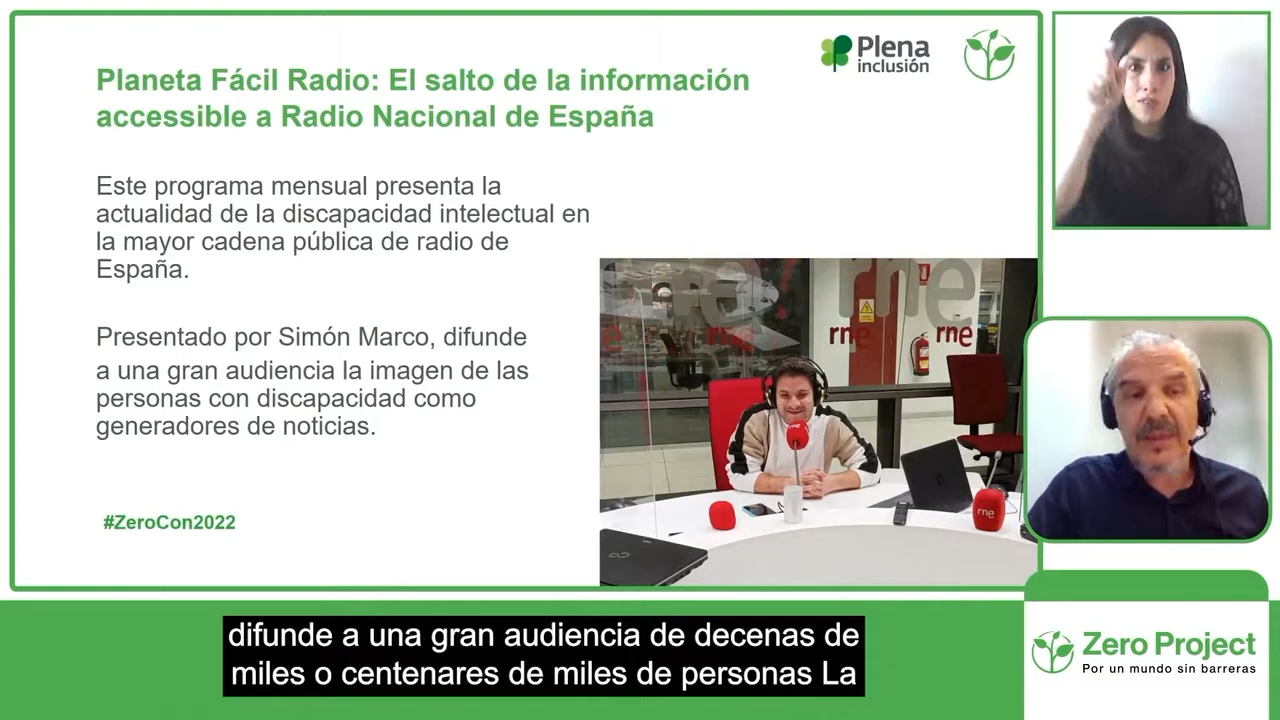 Plena
inclusión
Planeta Fácil Radio: El salto de la información
accessible a Radio Nacional de España
Este programa mensual presenta la
actualidad de la discapacidad intelectual en
la mayor cadena pública de radio de
España.
Presentado por Simón Marco, difunde
a una gran audiencia la imagen de las
personas con discapacidad como
generadores de noticias.
#ZeroCon2022
rne
rne
rne
rne
rne
rne
rne
difunde a una gran audiencia de decenas de
miles o centenares de miles de personas La
Zero Project
Por un mundo sin barreras